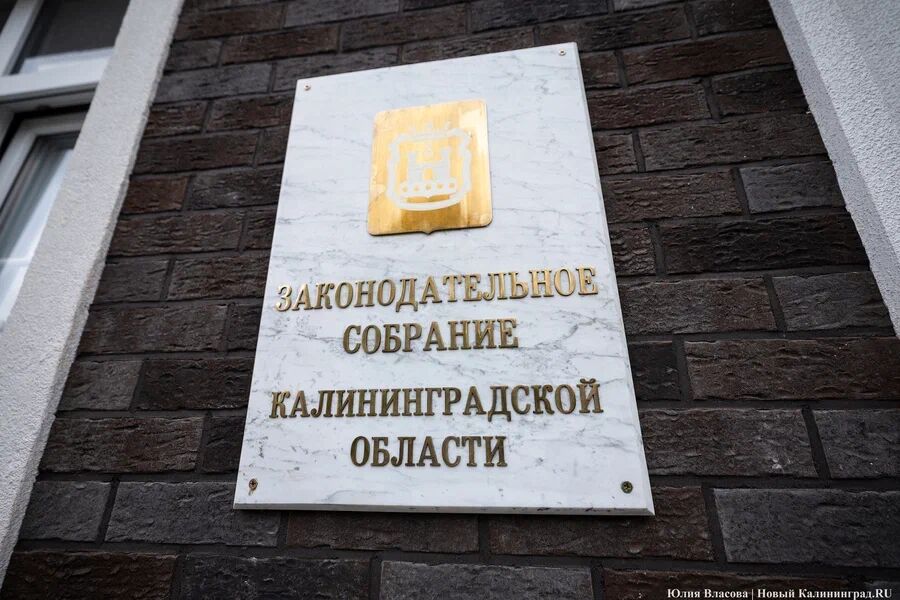 ЗАКОНОДАТЕЛЬНОЕ
СОБРАНИЕ
КАЛИНИНГРАДСКОЙ
ОБЛАСТИ
Юлия Власова | Новый Калининград.RU